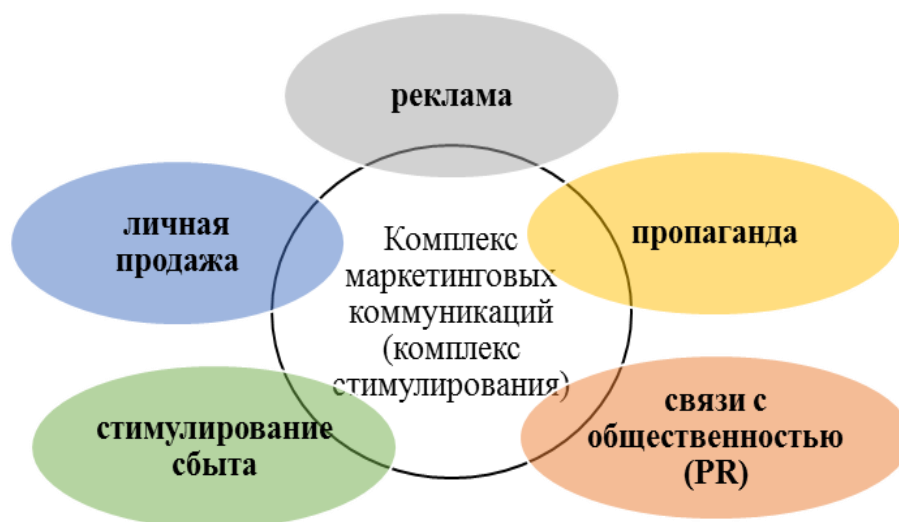 реклама
личная
продажа
пропаганда
Комплекс
маркетинговых
коммуникаций
(комплекс
стимулирования)
стимулирование
сбыта
связи с
общественностью
(PR)